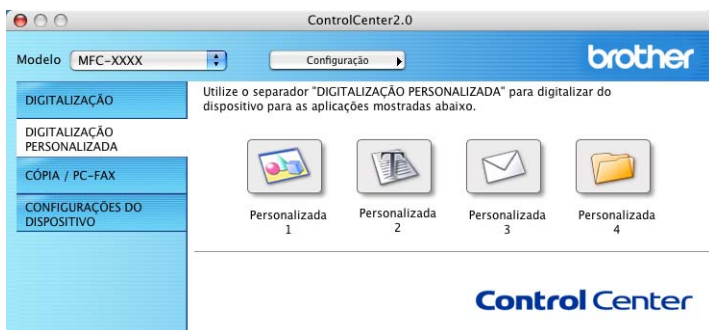 ControlCenter2.0
Modelo MFC-XXXX Configuração brother
DIGITALIZAÇÃO
DIGITALIZAÇÃO
PERSONALIZADA
CÓPIA / PC-FAX
CONFIGURAÇÕES DO
DISPOSITIVO
Utilize o separador "DIGITALIZAÇÃO PERSONALIZADA" para digitalizar do
dispositivo para as aplicações mostradas abaixo.
Personalizada
1
Personalizada
2
Personalizada
3
Personalizada
4
Control Center